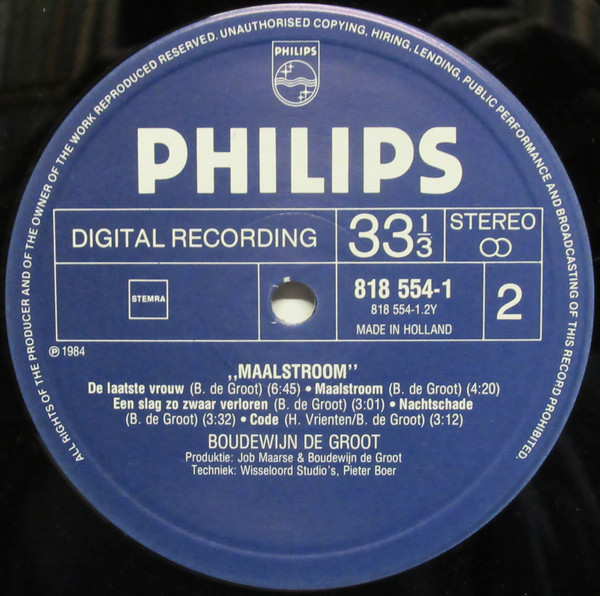 ALL RIGHTS OF THE PRODUCER AND OF THE OWNER OF THE WORK REPRODUCED RESERVED. UNAUTHORISED COPYING, HIRING, LENDING, PUBLIC PERFORMANCE AND BROADCASTING OF THIS RECORD PROHIBITED.
PHILIPS
PHILIPS
DIGITAL RECORDING
33 1/3
STEREO
STEMRA
818 554-1
818 554-1.2Y
MADE IN HOLLAND
2
Ⓟ 1984
,,MAALSTROOM''
De laatste vrouw (B. de Groot) (6:45) • Maalstroom (B. de Groot) (4:20)
Een slag zo zwaar verloren (B. de Groot) (3:01) • Nachtschade
(B. de Groot) (3:32) • Code (H. Vrienten/B. de Groot) (3:12)
BOUDEWIJN DE GROOT
Produktie: Job Maarse & Boudewijn de Groot
Techniek: Wisseloord Studio's, Pieter Boer